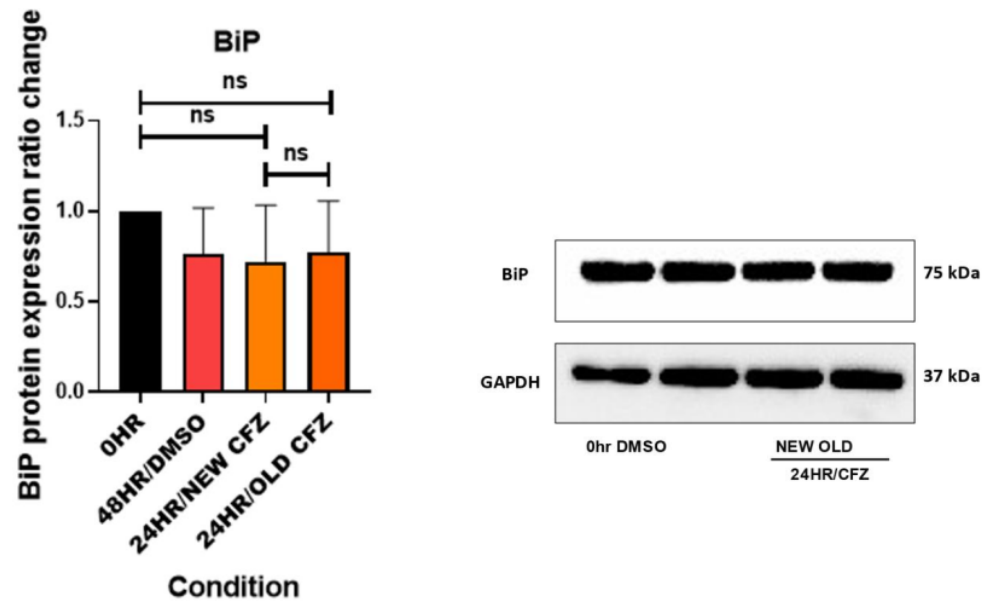 BiP
ns
ns
ns
BiP protein expression ratio change
1.5
1.0
0.5
0.0
0HR
48HR/DMSO
24HR/NEW CFZ
24HR/OLD CFZ
Condition
BiP
75 kDa
GAPDH
37 kDa
0hr DMSO
NEW OLD
24HR/CFZ